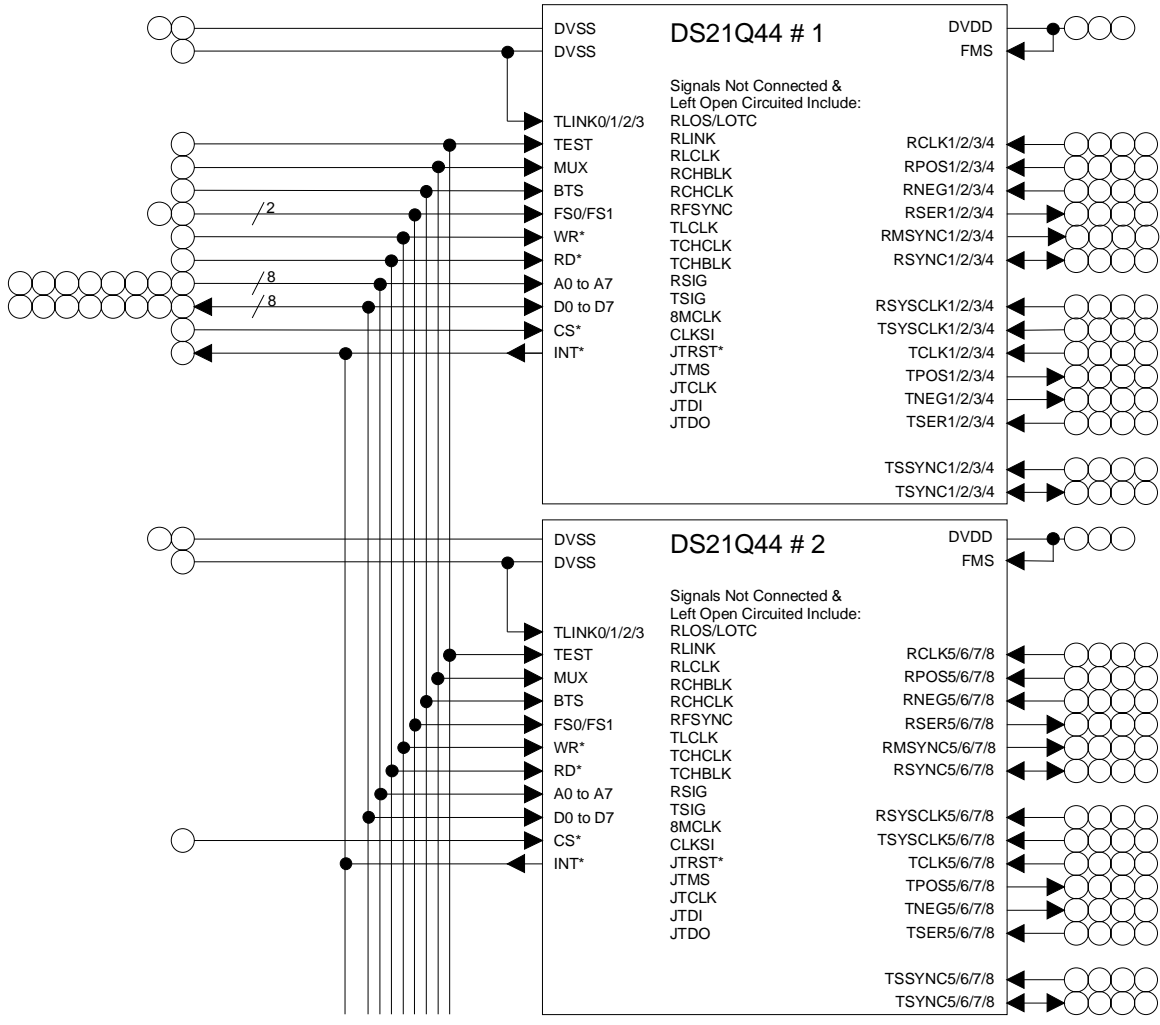 DS21Q44 # 1
DVSS
DVSS
TLINK0/1/2/3
TEST
MUX
BTS
2
FS0/FS1
WR*
RD*
8
A0 to A7
8
D0 to D7
CS*
INT*
Signals Not Connected &
Left Open Circuited Include:
RLOS/LOTC
RLINK
RLCLK
RCHBLK
RCHCLK
RFSYNC
TLCLK
TCHCLK
TCHBLK
RSIG
TSIG
8MCLK
CLKSI
JTRST*
JTMS
JTCLK
JTDI
JTDO
DVDD
FMS
RCLK1/2/3/4
RPOS1/2/3/4
RNEG1/2/3/4
RSER1/2/3/4
RMSYNC1/2/3/4
RSYNC1/2/3/4
RSYSCLK1/2/3/4
TSYSCLK1/2/3/4
TCLK1/2/3/4
TPOS1/2/3/4
TNEG1/2/3/4
TSER1/2/3/4
TSSYNC1/2/3/4
TSYNC1/2/3/4
DS21Q44 # 2
DVSS
DVSS
TLINK0/1/2/3
TEST
MUX
BTS
FS0/FS1
WR*
RD*
A0 to A7
D0 to D7
CS*
INT*
Signals Not Connected &
Left Open Circuited Include:
RLOS/LOTC
RLINK
RLCLK
RCHBLK
RCHCLK
RFSYNC
TLCLK
TCHCLK
TCHBLK
RSIG
TSIG
8MCLK
CLKSI
JTRST*
JTMS
JTCLK
JTDI
JTDO
DVDD
FMS
RCLK5/6/7/8
RPOS5/6/7/8
RNEG5/6/7/8
RSER5/6/7/8
RMSYNC5/6/7/8
RSYNC5/6/7/8
RSYSCLK5/6/7/8
TSYSCLK5/6/7/8
TCLK5/6/7/8
TPOS5/6/7/8
TNEG5/6/7/8
TSER5/6/7/8
TSSYNC5/6/7/8
TSYNC5/6/7/8